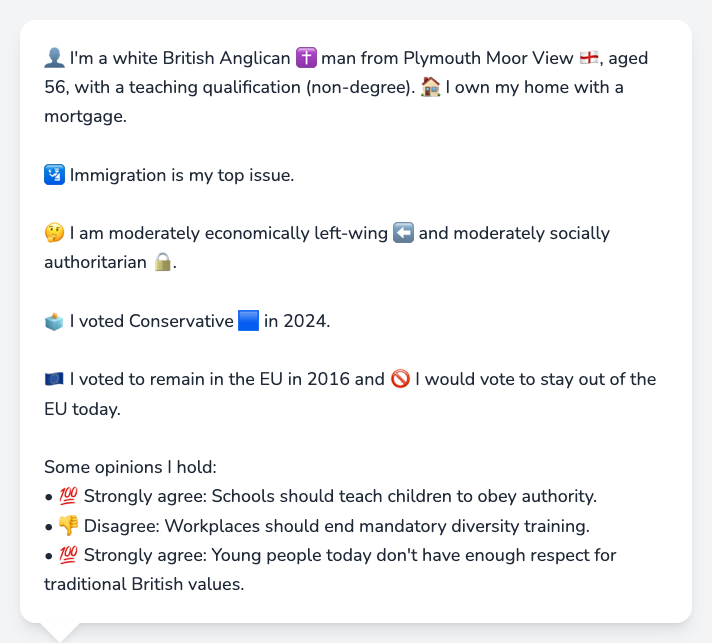 👤 I'm a white British Anglican ✝️ man from Plymouth Moor View 🏴󠁧󠁢󠁥󠁮󠁧󠁿, aged
56, with a teaching qualification (non-degree). 🏠 I own my home with a
mortgage.
🛂 Immigration is my top issue.
🤔 I am moderately economically left-wing ⬅️ and moderately socially
authoritarian 🔒.
🗳️ I voted Conservative 🟦 in 2024.
🇪🇺 I voted to remain in the EU in 2016 and 🚫 I would vote to stay out of the
EU today.
Some opinions I hold:
• 💯 Strongly agree: Schools should teach children to obey authority.
• 👎 Disagree: Workplaces should end mandatory diversity training.
• 💯 Strongly agree: Young people today don't have enough respect for
traditional British values.